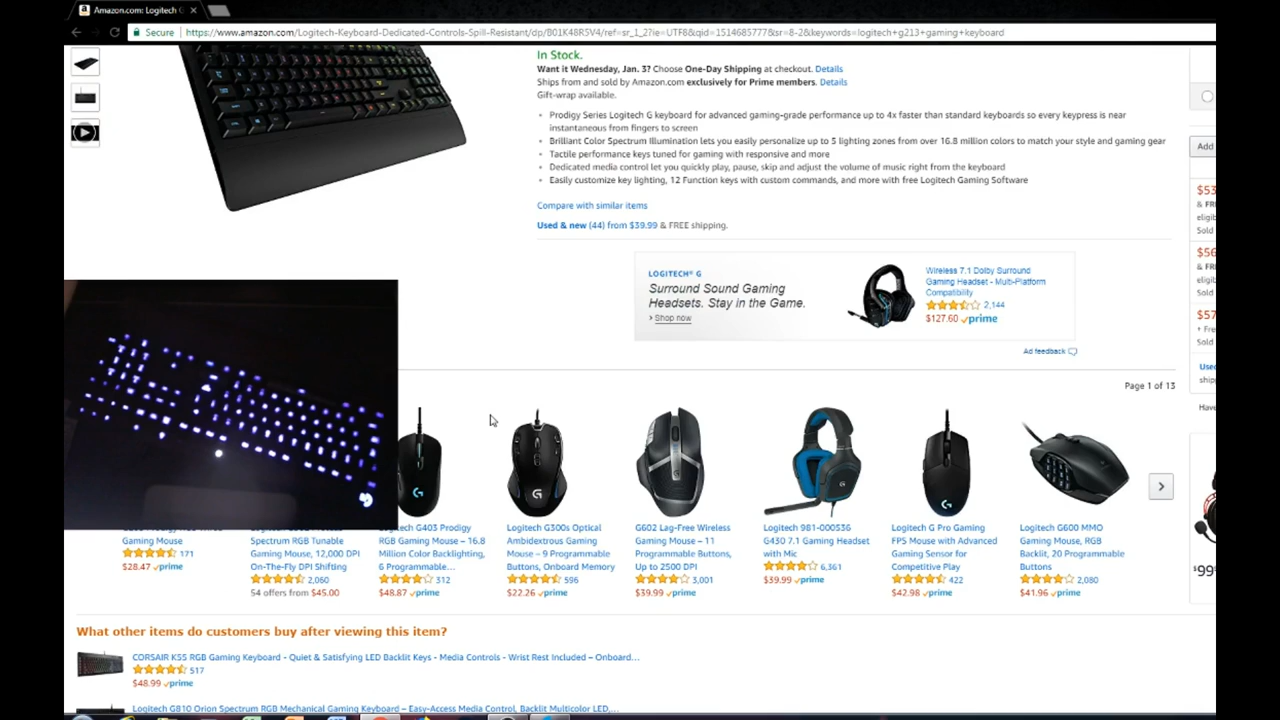 Amazon.com: Logitech
Secure
https://www.amazon.com/Logitech-Keyboard-Dedicated-Controls-Spill-Resistant/dp/B01K48R5V4/ref=sr_1_2?ie=UTF8&qid=1514685777&sr=8-2&keywords=logitech+g213+gaming+keyboard
In Stock.
Want it Wednesday, Jan. 3? Choose One-Day Shipping at checkout. Details
Ships from and sold by Amazon.com exclusively for Prime members. Details
Gift-wrap available.
Prodigy Series Logitech G keyboard for advanced gaming-grade performance up to 4x faster than standard keyboards so every keypress is near
instantaneous from fingers to screen
Brilliant Color Spectrum Illumination lets you easily personalize up to 5 lighting zones from over 16.8 million colors to match your style and gaming gear
Tactile performance keys tuned for gaming with responsive and more
Dedicated media control let you quickly play, pause, skip and adjust the volume of music right from the keyboard
Easily customize key lighting, 12 Function keys with custom commands, and more with free Logitech Gaming Software
Compare with similar items
Used & new (44) from $39.99 & FREE shipping.
Add
$53
& FR
eligib
Sold
$56
& FR
eligib
Sold
$57
+ Fre
Sold
Used
shipp
Have
LOGITECH® G
Surround Sound Gaming
Headsets. Stay in the Game.
› Shop now
Wireless 7.1 Dolby Surround
Gaming Headset - Multi-Platform
Compatibility
2,144
$127.60 prime
Ad feedback
Page 1 of 13
Gaming Mouse
171
$28.47 prime
Spectrum RGB Tunable
Gaming Mouse, 12,000 DPI
On-The-Fly DPI Shifting
2,060
54 offers from $45.00
Logitech G403 Prodigy
RGB Gaming Mouse – 16.8
Million Color Backlighting,
6 Programmable…
312
$48.87 prime
Logitech G300s Optical
Ambidextrous Gaming
Mouse – 9 Programmable
Buttons, Onboard Memory
596
$22.26 prime
G602 Lag-Free Wireless
Gaming Mouse – 11
Programmable Buttons,
Up to 2500 DPI
3,001
$39.99 prime
Logitech 981-000536
G430 7.1 Gaming Headset
with Mic
6,361
$39.99 prime
Logitech G Pro Gaming
FPS Mouse with Advanced
Gaming Sensor for
Competitive Play
422
$42.98 prime
Logitech G600 MMO
Gaming Mouse, RGB
Backlit, 20 Programmable
Buttons
2,080
$41.96 prime
$99
What other items do customers buy after viewing this item?
CORSAIR K55 RGB Gaming Keyboard - Quiet & Satisfying LED Backlit Keys - Media Controls - Wrist Rest Included – Onboard…
517
$48.99 prime
Logitech G810 Orion Spectrum RGB Mechanical Gaming Keyboard – Easy-Access Media Control, Backlit Multicolor LED,…